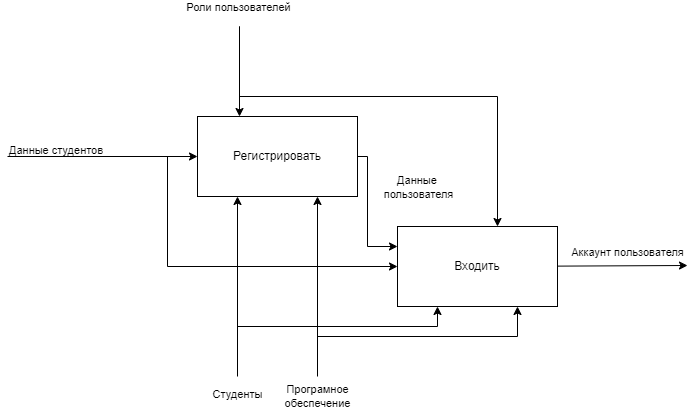 Роли пользователей
Данные студентов
Регистрировать
Данные
пользователя
Аккаунт пользователя
Входить
Студенты
Програмное
обеспечение